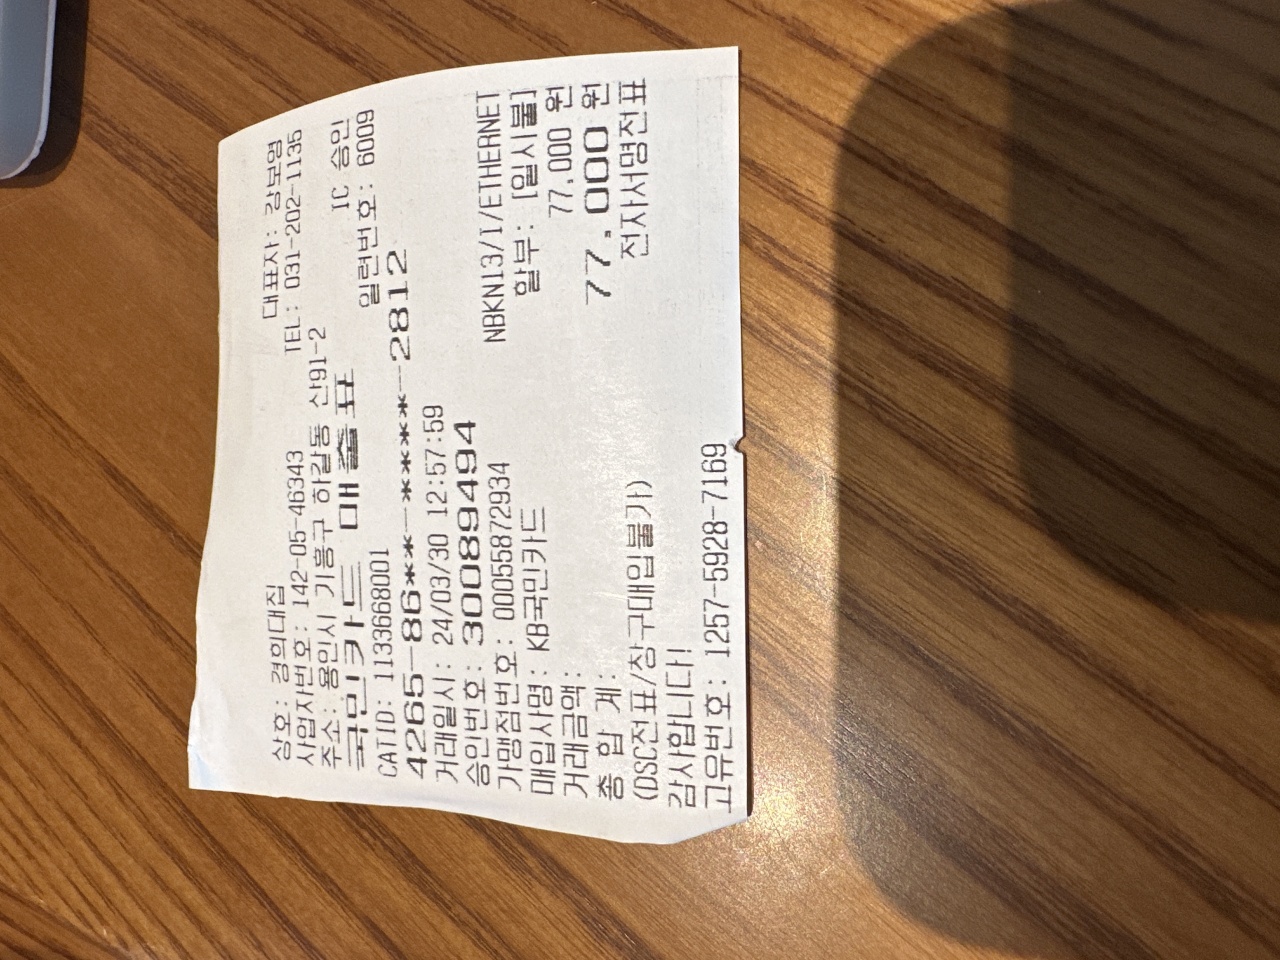 상호: 경희대집 대표자: 강보영
사업자번호: 142-05-46343 TEL: 031-202-1135
주소: 용인시 기흥구 하갈동 산91-2
국민카드 매출표 IC 승인
CATID: 1133668001 일련번호: 6009
4265-86**-****-2812
거래일시: 24/03/30 12:57:59
승인번호: 30089494
가맹점번호: 00055872934 NBKN13/I/ETHERNET
매입사명: KB국민카드 할부: [일시불]
거래금액: 77,000 원
총 합 계: 77,000 원
(DSC전표/창구매입불가) 전자서명전표
감사합니다!
고유번호: 1257-5928-7169